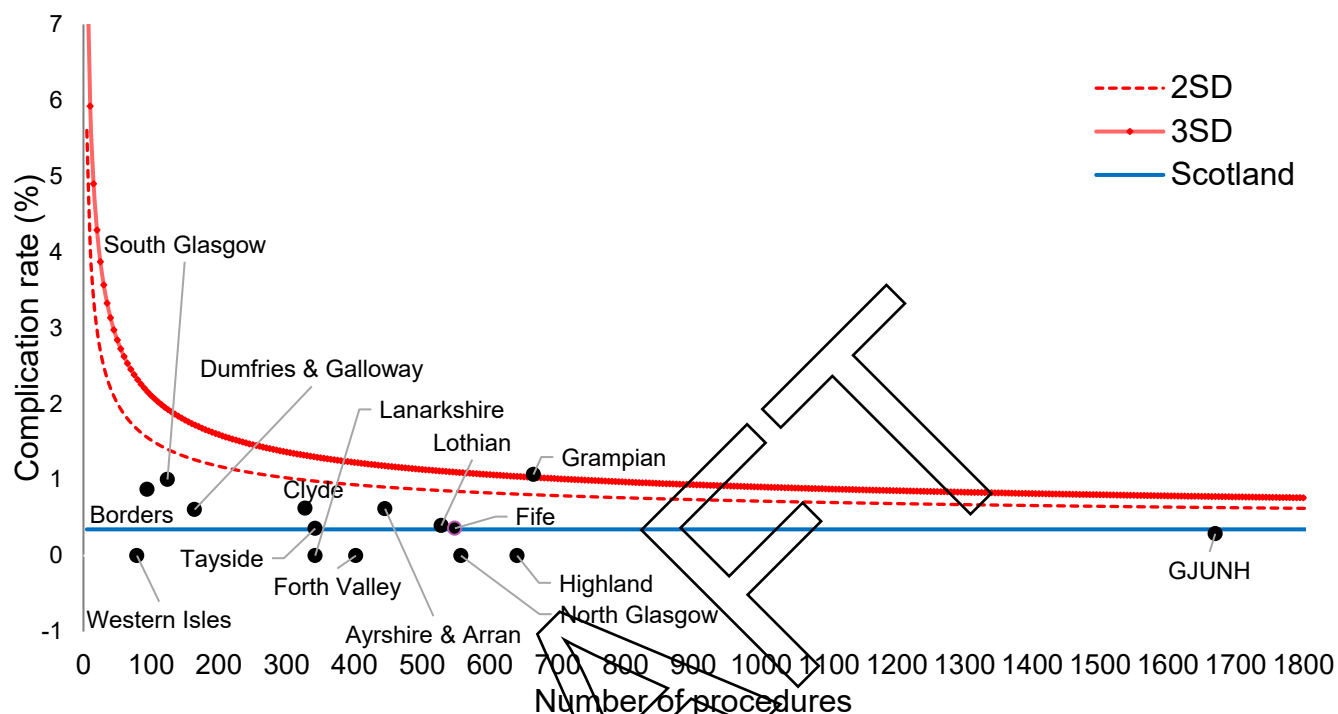 7
6
5
4
3
2
1
0
-1
Complication rate (%)
2SD
3SD
Scotland
South Glasgow
Dumfries & Galloway
Lanarkshire
Lothian
Grampian
Clyde
Borders
Fife
Tayside
Forth Valley
Highland
GJUNH
North Glasgow
Western Isles
Ayrshire & Arran
0 100 200 300 400 500 600 700 800 900 1000 1100 1200 1300 1400 1500 1600 1700 1800
Number of procedures